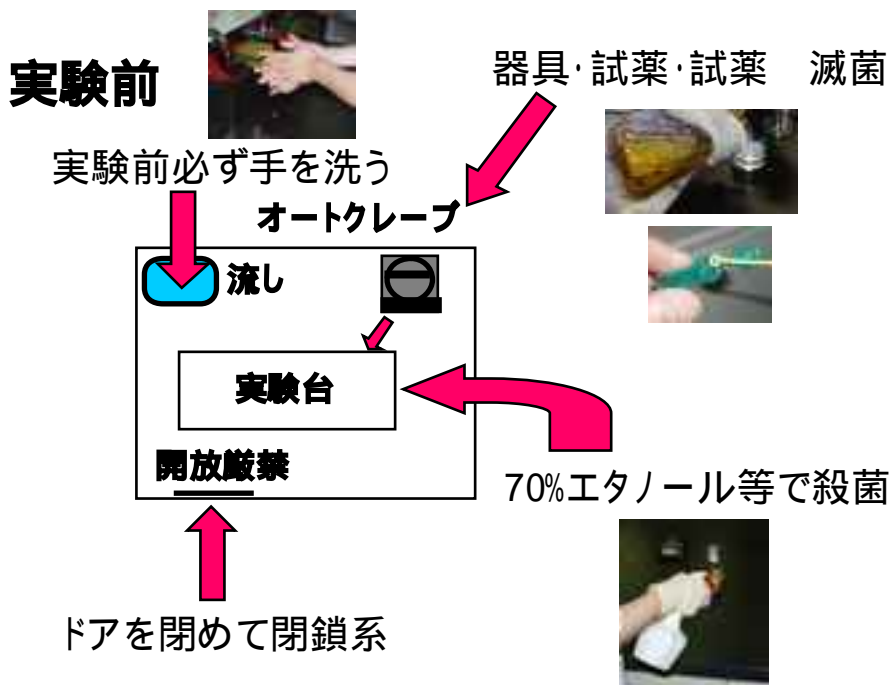 実験前
器具・試薬・試薬　滅菌
実験前必ず手を洗う
オートクレーブ
流し
実験台
開放厳禁
70%エタノール等で殺菌
ドアを閉めて閉鎖系